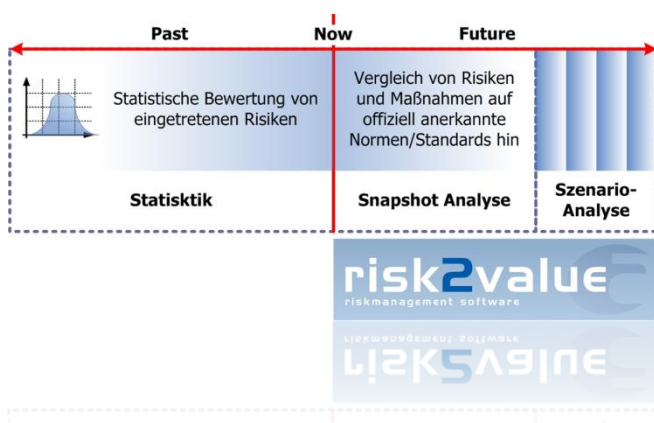 Past Now Future
Statistische Bewertung von
eingetretenen Risiken
Vergleich von Risiken
und Maßnahmen auf
offiziell anerkannte
Normen/Standards hin
Statisktik
Snapshot Analyse
Szenario-
Analyse
risk2value
riskmanagement software